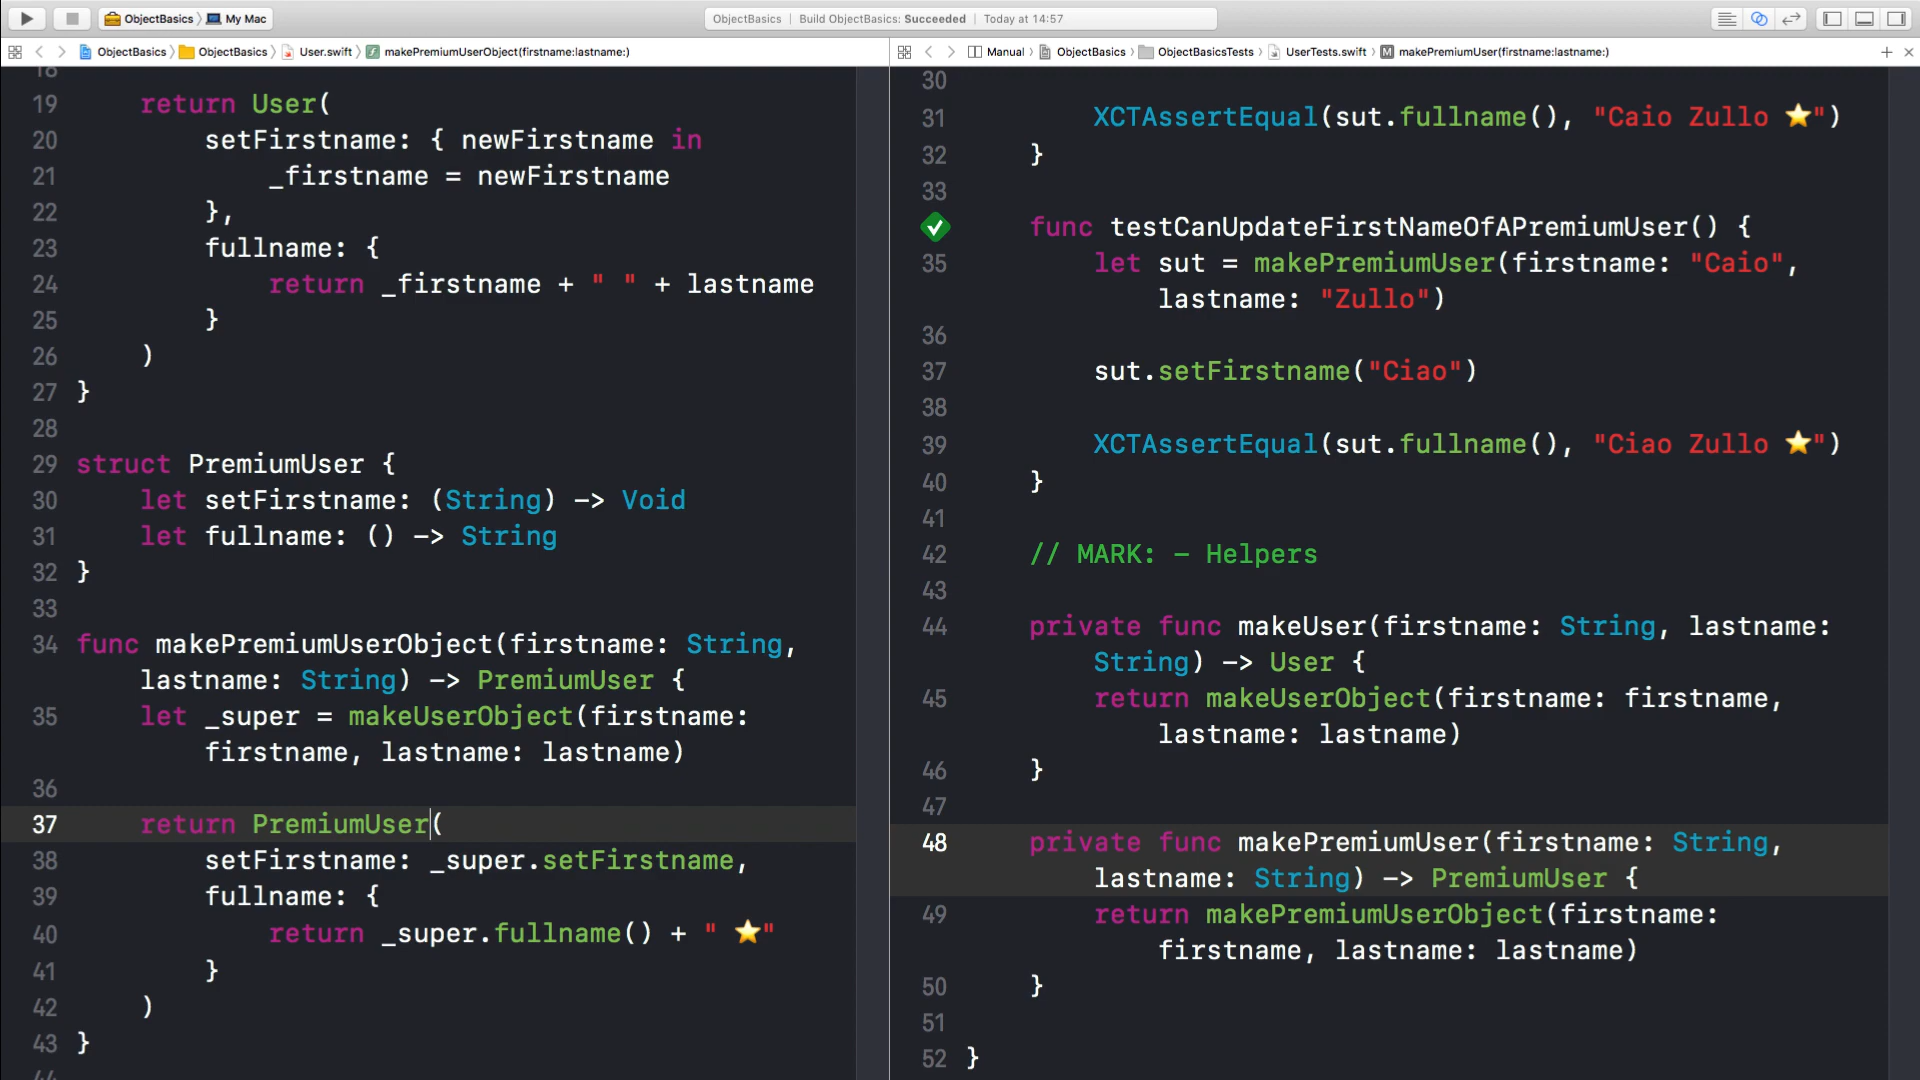 ObjectBasics › My Mac
ObjectBasics | Build ObjectBasics: Succeeded | Today at 14:57
ObjectBasics › ObjectBasics › User.swift › makePremiumUserObject(firstname:lastname:)
Manual › ObjectBasics › ObjectBasicsTests › UserTests.swift › M makePremiumUser(firstname:lastname:)
18
19 return User(
20 setFirstname: { newFirstname in
21 _firstname = newFirstname
22 },
23 fullname: {
24 return _firstname + " " + lastname
25 }
26 )
27 }
28
29 struct PremiumUser {
30 let setFirstname: (String) -> Void
31 let fullname: () -> String
32 }
33
34 func makePremiumUserObject(firstname: String,
lastname: String) -> PremiumUser {
35 let _super = makeUserObject(firstname:
firstname, lastname: lastname)
36
37 return PremiumUser(
38 setFirstname: _super.setFirstname,
39 fullname: {
40 return _super.fullname() + " ⭐"
41 }
42 )
43 }
44
30
31 XCTAssertEqual(sut.fullname(), "Caio Zullo ⭐")
32 }
33
func testCanUpdateFirstNameOfAPremiumUser() {
35 let sut = makePremiumUser(firstname: "Caio",
lastname: "Zullo")
36
37 sut.setFirstname("Ciao")
38
39 XCTAssertEqual(sut.fullname(), "Ciao Zullo ⭐")
40 }
41
42 // MARK: - Helpers
43
44 private func makeUser(firstname: String, lastname:
String) -> User {
45 return makeUserObject(firstname: firstname,
lastname: lastname)
46 }
47
48 private func makePremiumUser(firstname: String,
lastname: String) -> PremiumUser {
49 return makePremiumUserObject(firstname:
firstname, lastname: lastname)
50 }
51
52 }